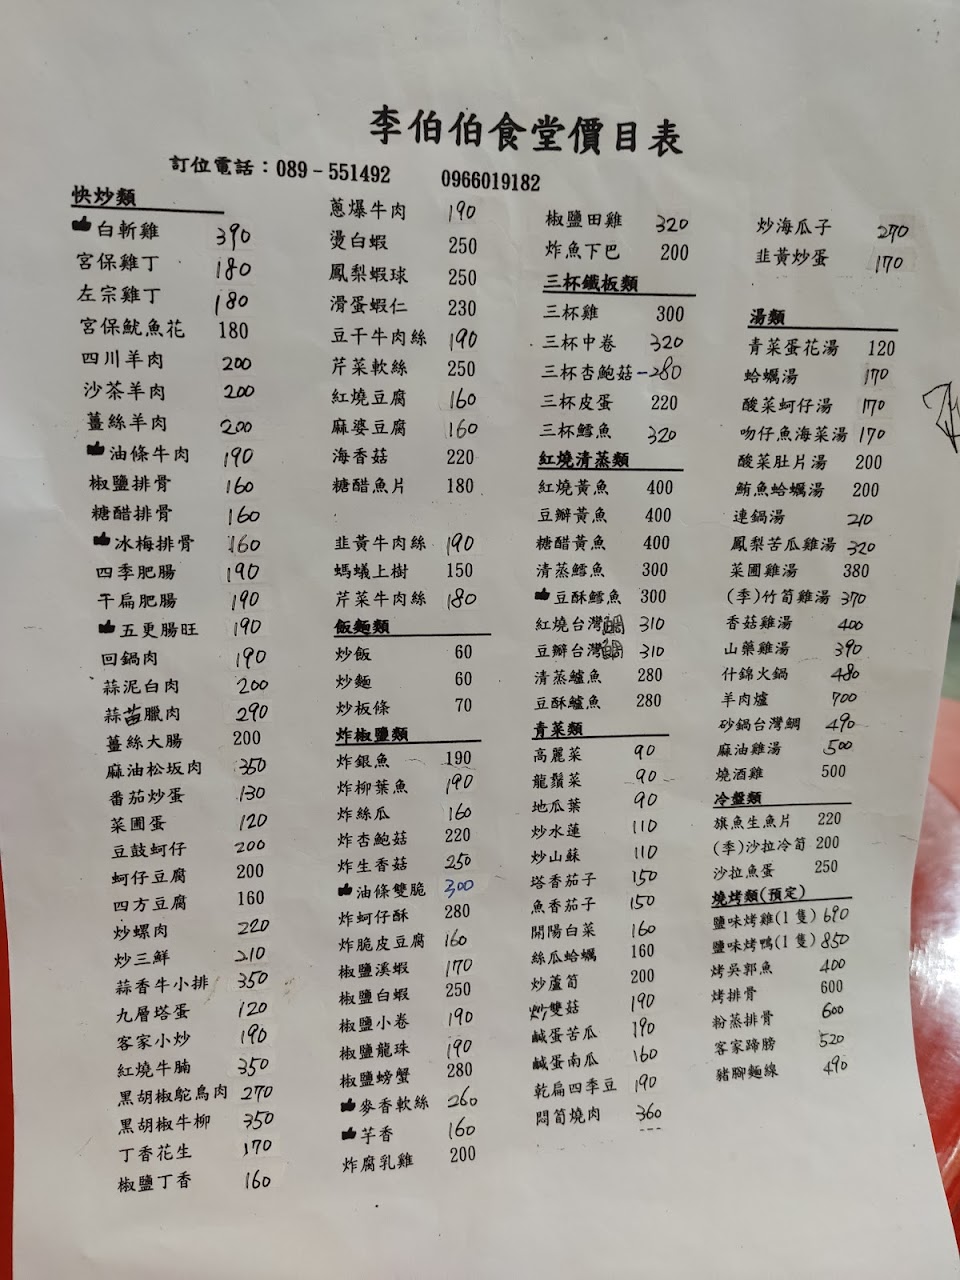 李伯伯食堂價目表
訂位電話：089－551492 0966019182
快炒類
白斬雞 390
宮保雞丁 180
左宗雞丁 180
宮保魷魚花 180
四川羊肉 200
沙茶羊肉 200
薑絲羊肉 200
油條牛肉 190
椒鹽排骨 160
糖醋排骨 160
冰梅排骨 160
四季肥腸 190
干扁肥腸 190
五更腸旺 190
回鍋肉 190
蒜泥白肉 200
蒜苗臘肉 290
薑絲大腸 200
麻油松坂肉 350
番茄炒蛋 130
菜圃蛋 120
豆鼓蚵仔 200
蚵仔豆腐 200
四方豆腐 160
炒螺肉 220
炒三鮮 210
蒜香牛小排 350
九層塔蛋 120
客家小炒 190
紅燒牛腩 350
黑胡椒鴕鳥肉 270
黑胡椒牛柳 350
丁香花生 170
椒鹽丁香 160
蔥爆牛肉 190
燙白蝦 250
鳳梨蝦球 250
滑蛋蝦仁 230
豆干牛肉絲 190
芹菜軟絲 250
紅燒豆腐 160
麻婆豆腐 160
海香菇 220
糖醋魚片 180
韭黃牛肉絲 190
螞蟻上樹 150
芹菜牛肉絲 180
飯麵類
炒飯 60
炒麵 60
炒板條 70
炸椒鹽類
炸銀魚 190
炸柳葉魚 190
炸絲瓜 160
炸杏鮑菇 220
炸生香菇 250
油條雙脆 300
炸蚵仔酥 280
炸脆皮豆腐 160
椒鹽溪蝦 170
椒鹽白蝦 250
椒鹽小卷 190
椒鹽龍珠 190
椒鹽螃蟹 280
麥香軟絲 260
芋香 160
炸腐乳雞 200
椒鹽田雞 320
炸魚下巴 200
三杯鐵板類
三杯雞 300
三杯中卷 320
三杯杏鮑菇 280
三杯皮蛋 220
三杯鱈魚 320
紅燒清蒸類
紅燒黃魚 400
豆瓣黃魚 400
糖醋黃魚 400
清蒸鱈魚 300
豆酥鱈魚 300
紅燒台灣鯛 310
豆瓣台灣鯛 310
清蒸鱸魚 280
豆酥鱸魚 280
青菜類
高麗菜 90
龍鬚菜 90
地瓜葉 90
炒水蓮 110
炒山蘇 110
塔香茄子 150
魚香茄子 150
開陽白菜 160
絲瓜蛤蠣 160
炒蘆筍 200
炒雙菇 190
鹹蛋苦瓜 190
鹹蛋南瓜 160
乾扁四季豆 190
悶筍燒肉 360
炒海瓜子 270
韭黃炒蛋 170
湯類
青菜蛋花湯 120
蛤蠣湯 170
酸菜蚵仔湯 170
吻仔魚海菜湯 170
酸菜肚片湯 200
鮪魚蛤蠣湯 200
連鍋湯 210
鳳梨苦瓜雞湯 320
菜圃雞湯 380
(季)竹筍雞湯 370
香菇雞湯 400
山藥雞湯 390
什錦火鍋 480
羊肉爐 700
砂鍋台灣鯛 490
麻油雞湯 500
燒酒雞 500
冷盤類
旗魚生魚片 220
(季)沙拉冷筍 200
沙拉魚蛋 250
燒烤類(預定)
鹽味烤雞(1隻) 690
鹽味烤鴨(1隻) 850
烤吳郭魚 400
烤排骨 600
粉蒸排骨 600
客家蹄膀 520
豬腳麵線 490